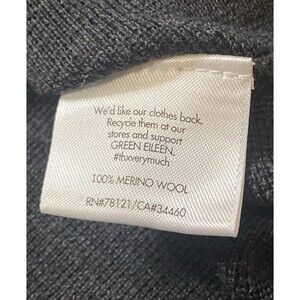 We'd like our clothes back.
Recycle them at our
stores and support
GREEN EILEEN.
#thxverymuch
100% MERINO WOOL
RN#78121/CA#34460